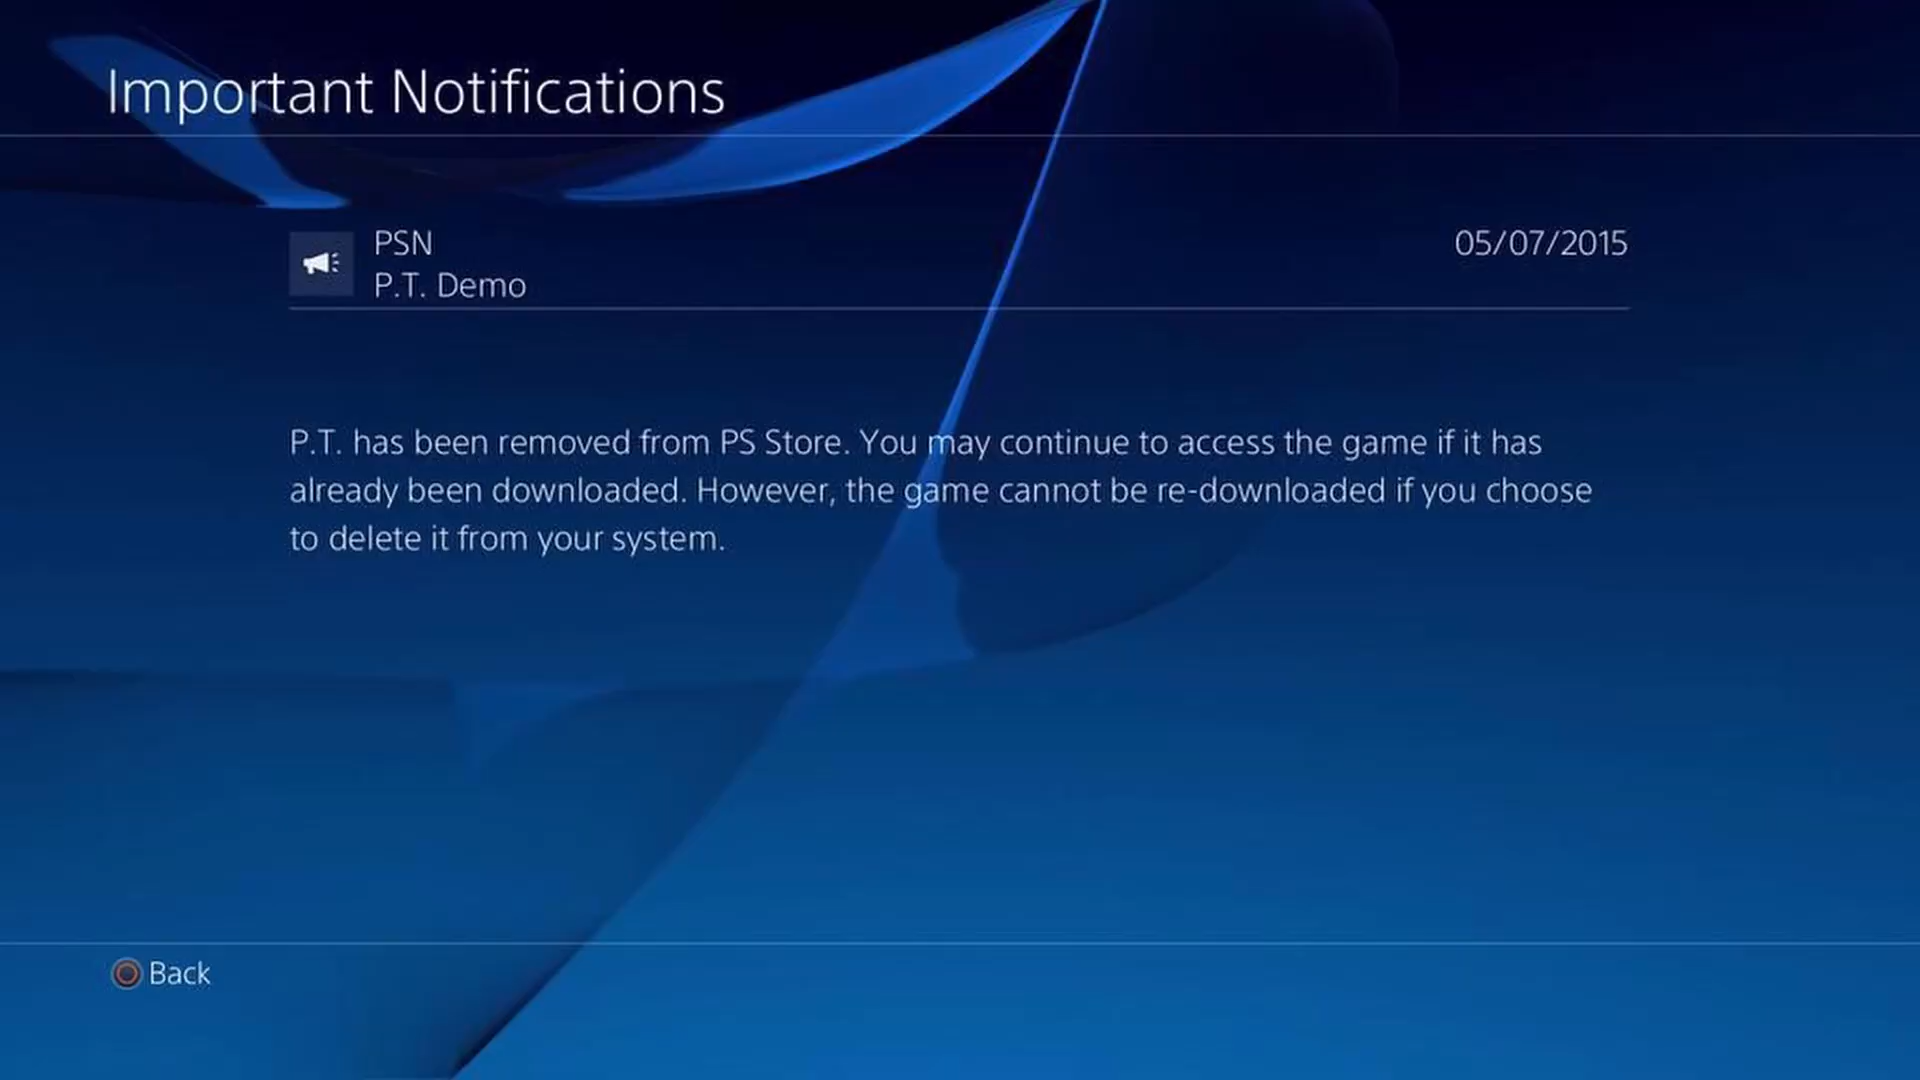 Important Notifications
PSN
05/07/2015
P.T. Demo
P.T. has been removed from PS Store. You may continue to access the game if it has
already been downloaded. However, the game cannot be re-downloaded if you choose
to delete it from your system.
Back